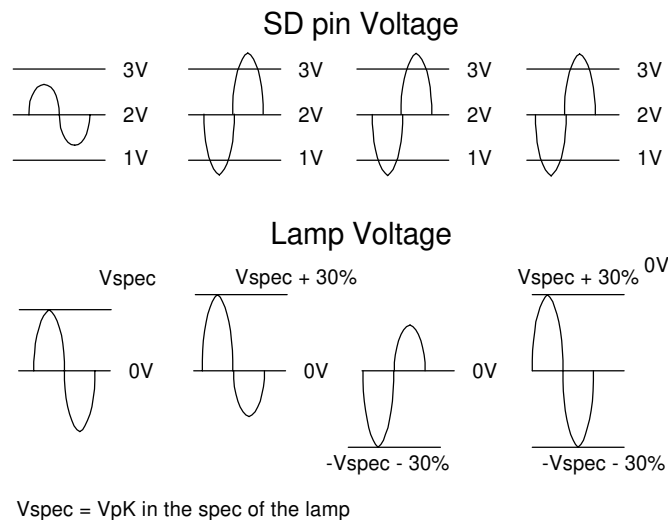 SD pin Voltage
3V 3V 3V 3V
2V 2V 2V 2V
1V 1V 1V 1V
Lamp Voltage
Vspec Vspec + 30% Vspec + 30% 0V
0V 0V 0V
-Vspec - 30% -Vspec - 30%
Vspec = VpK in the spec of the lamp